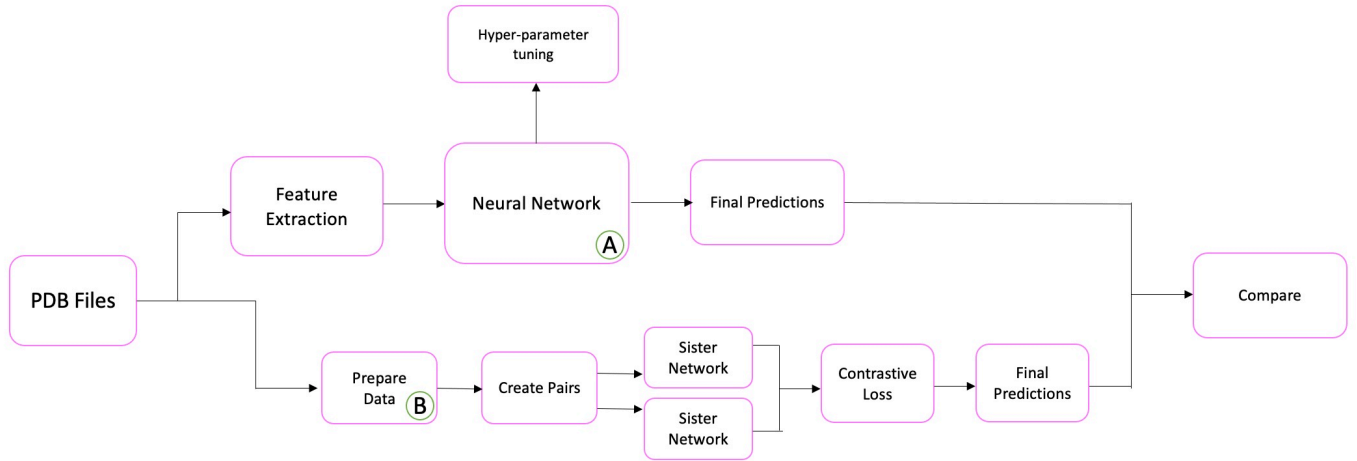 Hyper-parameter
tuning
Feature
Extraction
Neural Network
A
Final Predictions
PDB Files
Compare
Prepare
Data
B
Create Pairs
Sister
Network
Sister
Network
Contrastive
Loss
Final
Predictions